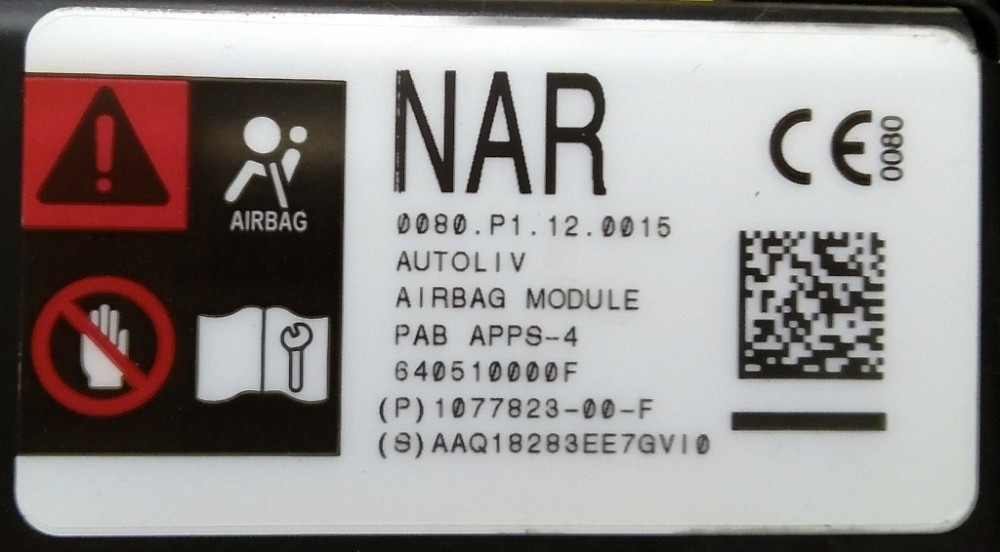 NAR
CE 0080
AIRBAG
0080.P1.12.0015
AUTOLIV
AIRBAG MODULE
PAB APPS-4
640510000F
(P)1077823-00-F
(S)AAQ18283EE7GVI0